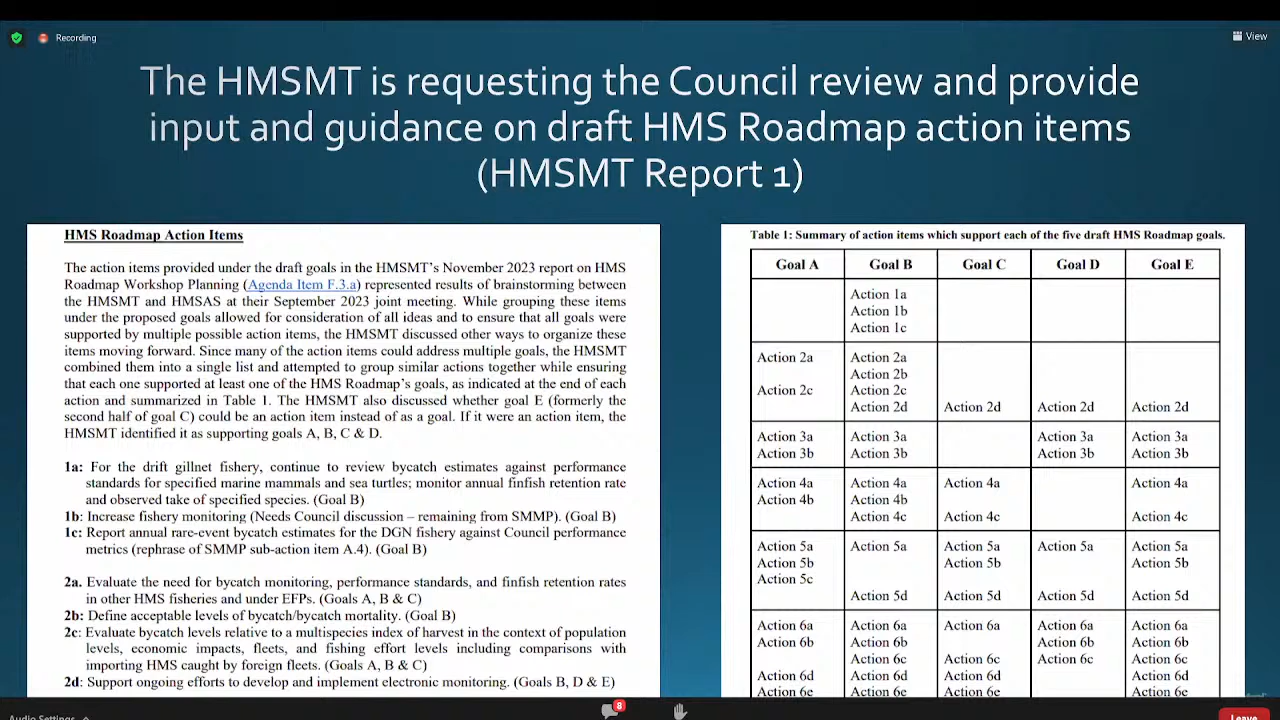 Recording
View
The HMSMT is requesting the Council review and provide
input and guidance on draft HMS Roadmap action items
(HMSMT Report 1)
HMS Roadmap Action Items
The action items provided under the draft goals in the HMSMT's November 2023 report on HMS
Roadmap Workshop Planning (Agenda Item F.3.a) represented results of brainstorming between
the HMSMT and HMSAS at their September 2023 joint meeting. While grouping these items
under the proposed goals allowed for consideration of all ideas and to ensure that all goals were
supported by multiple possible action items, the HMSMT discussed other ways to organize these
items moving forward. Since many of the action items could address multiple goals, the HMSMT
combined them into a single list and attempted to group similar actions together while ensuring
that each one supported at least one of the HMS Roadmap's goals, as indicated at the end of each
action and summarized in Table 1. The HMSMT also discussed whether goal E (formerly the
second half of goal C) could be an action item instead of as a goal. If it were an action item, the
HMSMT identified it as supporting goals A, B, C & D.
1a: For the drift gillnet fishery, continue to review bycatch estimates against performance
standards for specified marine mammals and sea turtles; monitor annual finfish retention rate
and observed take of specified species. (Goal B)
1b: Increase fishery monitoring (Needs Council discussion – remaining from SMMP). (Goal B)
1c: Report annual rare-event bycatch estimates for the DGN fishery against Council performance
metrics (rephrase of SMMP sub-action item A.4). (Goal B)
2a. Evaluate the need for bycatch monitoring, performance standards, and finfish retention rates
in other HMS fisheries and under EFPs. (Goals A, B & C)
2b: Define acceptable levels of bycatch/bycatch mortality. (Goal B)
2c: Evaluate bycatch levels relative to a multispecies index of harvest in the context of population
levels, economic impacts, fleets, and fishing effort levels including comparisons with
importing HMS caught by foreign fleets. (Goals A, B & C)
2d: Support ongoing efforts to develop and implement electronic monitoring. (Goals B, D & E)
Table 1: Summary of action items which support each of the five draft HMS Roadmap goals.
Goal A Goal B Goal C Goal D Goal E
Action 1a
Action 1b
Action 1c
Action 2a Action 2a
Action 2b
Action 2c Action 2c
Action 2d Action 2d Action 2d Action 2d
Action 3a Action 3a Action 3a Action 3a
Action 3b Action 3b Action 3b Action 3b
Action 4a Action 4a Action 4a Action 4a
Action 4b Action 4b
Action 4c Action 4c Action 4c
Action 5a Action 5a Action 5a Action 5a Action 5a
Action 5b Action 5b Action 5b
Action 5c
Action 5d Action 5d Action 5d Action 5d
Action 6a Action 6a Action 6a Action 6a Action 6a
Action 6b Action 6b Action 6b Action 6b
Action 6c Action 6c Action 6c Action 6c
Action 6d Action 6d Action 6d Action 6d
Action 6e Action 6e Action 6e Action 6e
8
Audio Settings
Leave